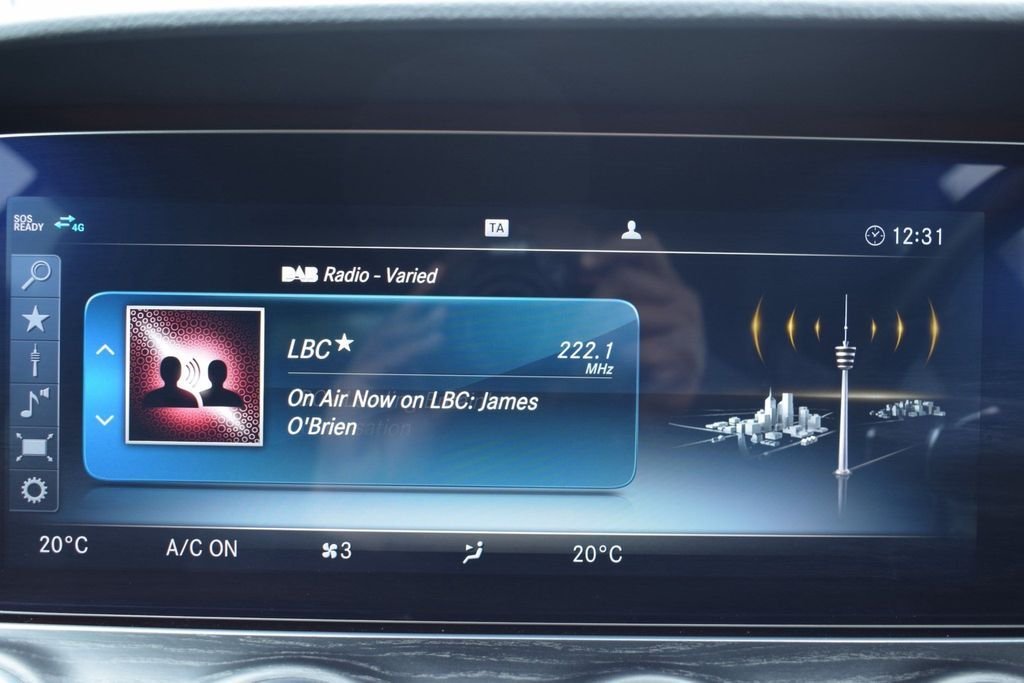 SOS
READY
4G
TA
12:31
DAB Radio - Varied
LBC
222.1
MHz
On Air Now on LBC: James
O'Brien
20°C
A/C ON
3
20°C